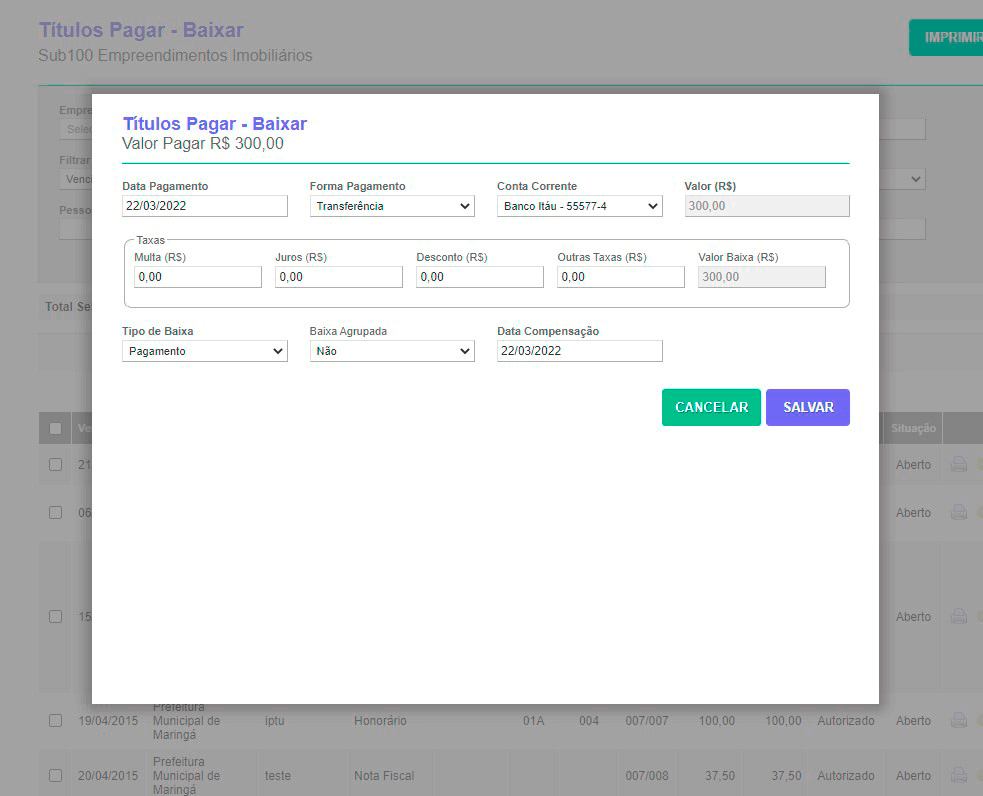 Títulos Pagar - Baixar
Sub100 Empreendimentos Imobiliários
IMPRIMIR
Empre
Selec
Filtrar
Venci
Pesso
Títulos Pagar - Baixar
Valor Pagar R$ 300,00
Data Pagamento Forma Pagamento Conta Corrente Valor (R$)
22/03/2022 Transferência Banco Itáu - 55577-4 300,00
Taxas
Multa (R$) Juros (R$) Desconto (R$) Outras Taxas (R$) Valor Baixa (R$)
0,00 0,00 0,00 0,00 300,00
Total Se
Tipo de Baixa Baixa Agrupada Data Compensação
Pagamento Não 22/03/2022
CANCELAR SALVAR
Ve Situação
21 Aberto
06 Aberto
15 Aberto
19/04/2015 Prefeitura Municipal de Maringá iptu Honorário 01A 004 007/007 100,00 100,00 Autorizado Aberto
20/04/2015 Prefeitura Municipal de Maringá teste Nota Fiscal 007/008 37,50 37,50 Autorizado Aberto